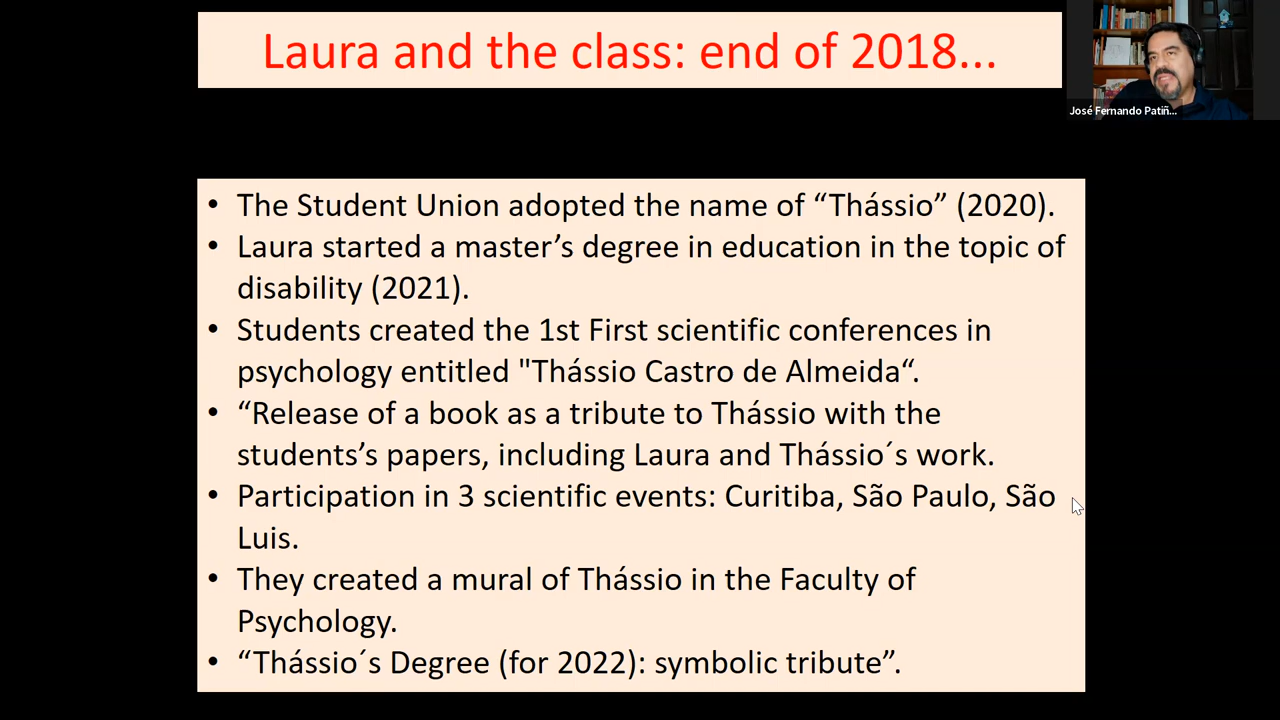 Laura and the class: end of 2018...
José Fernando Patiñ...
• The Student Union adopted the name of “Thássio” (2020).
• Laura started a master’s degree in education in the topic of
disability (2021).
• Students created the 1st First scientific conferences in
psychology entitled "Thássio Castro de Almeida“.
• “Release of a book as a tribute to Thássio with the
students’s papers, including Laura and Thássio´s work.
• Participation in 3 scientific events: Curitiba, São Paulo, São
Luis.
• They created a mural of Thássio in the Faculty of
Psychology.
• “Thássio´s Degree (for 2022): symbolic tribute”.